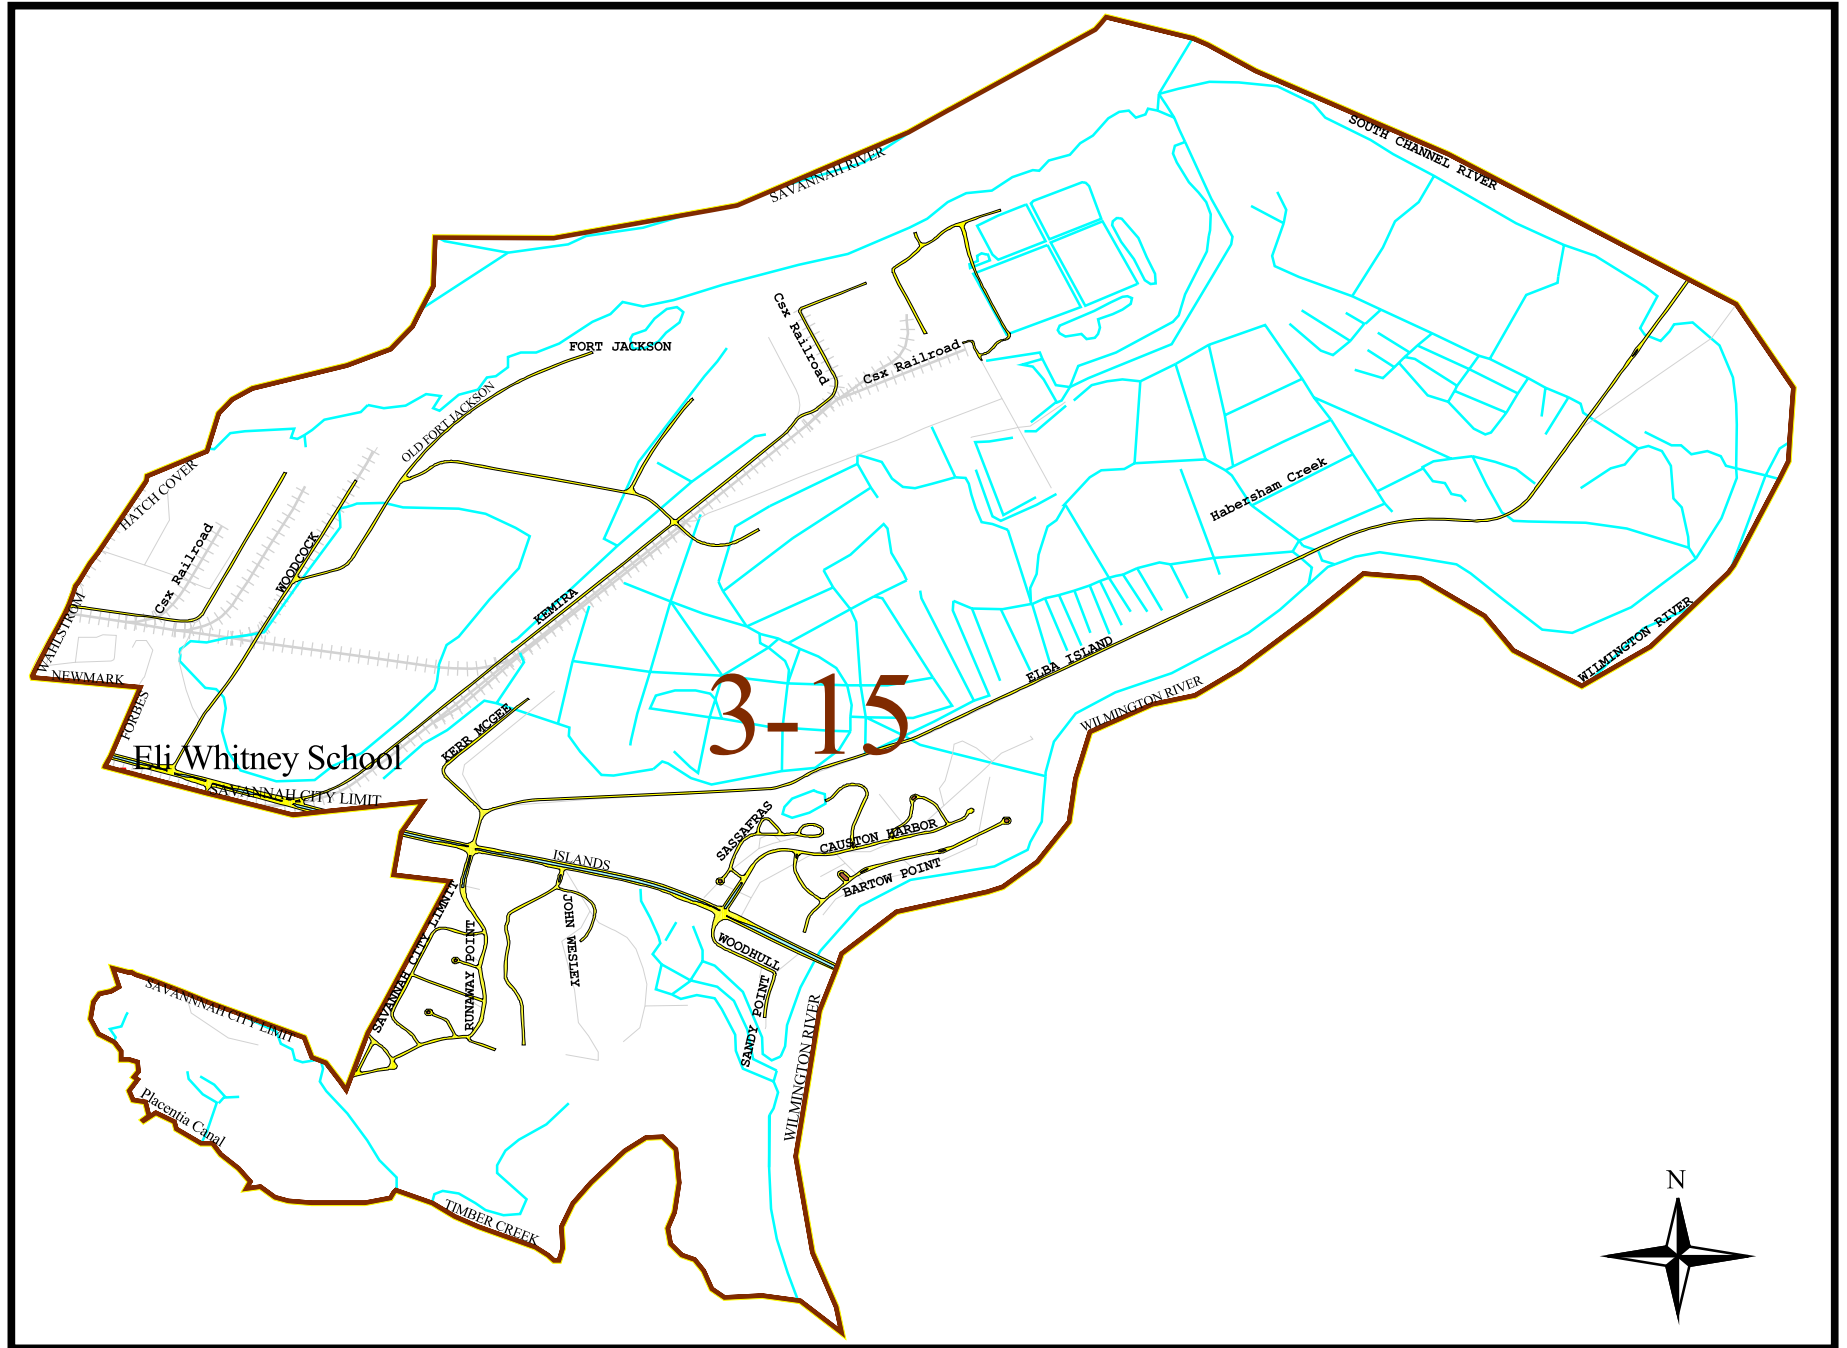 SOUTH CHANNEL RIVER
SAVANNAH RIVER
Csx Railroad
FORT JACKSON
Csx Railroad
OLD FORT JACKSON
HATCH COVER
Habersham Creek
Csx Railroad
WOODCOCK
KEMIRA
WAHLSTROM
WILMINGTON RIVER
ELBA ISLAND
NEWMARK
WILMINGTON RIVER
FORBES
KERR MCGEE
3-15
Eli Whitney School
SAVANNAH CITY LIMIT
SASSAFRAS
CAUSTON HARBOR
ISLANDS
BARTOW POINT
SAVANNAH CITY LIMNIT
JOHN WESLEY
RUNAWAY POINT
WOODHULL
SAVANNNAH CITY LIMIT
SANDY POINT
WILMINGTON RIVER
Placentia Canal
TIMBER CREEK
N